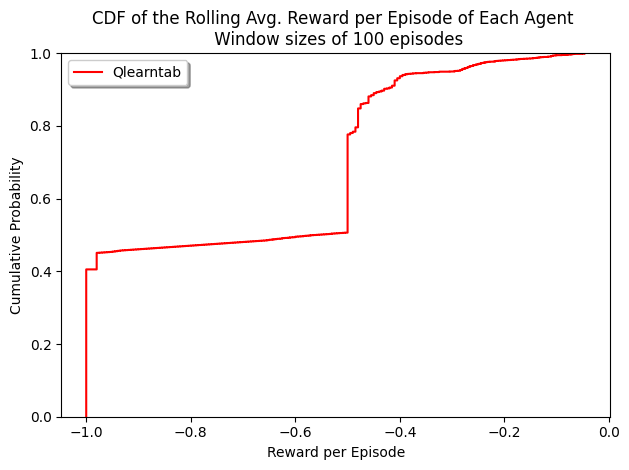 CDF of the Rolling Avg. Reward per Episode of Each Agent
Window sizes of 100 episodes
Qlearntab
1.0
0.8
0.6
0.4
0.2
0.0
Cumulative Probability
−1.0 −0.8 −0.6 −0.4 −0.2 0.0
Reward per Episode